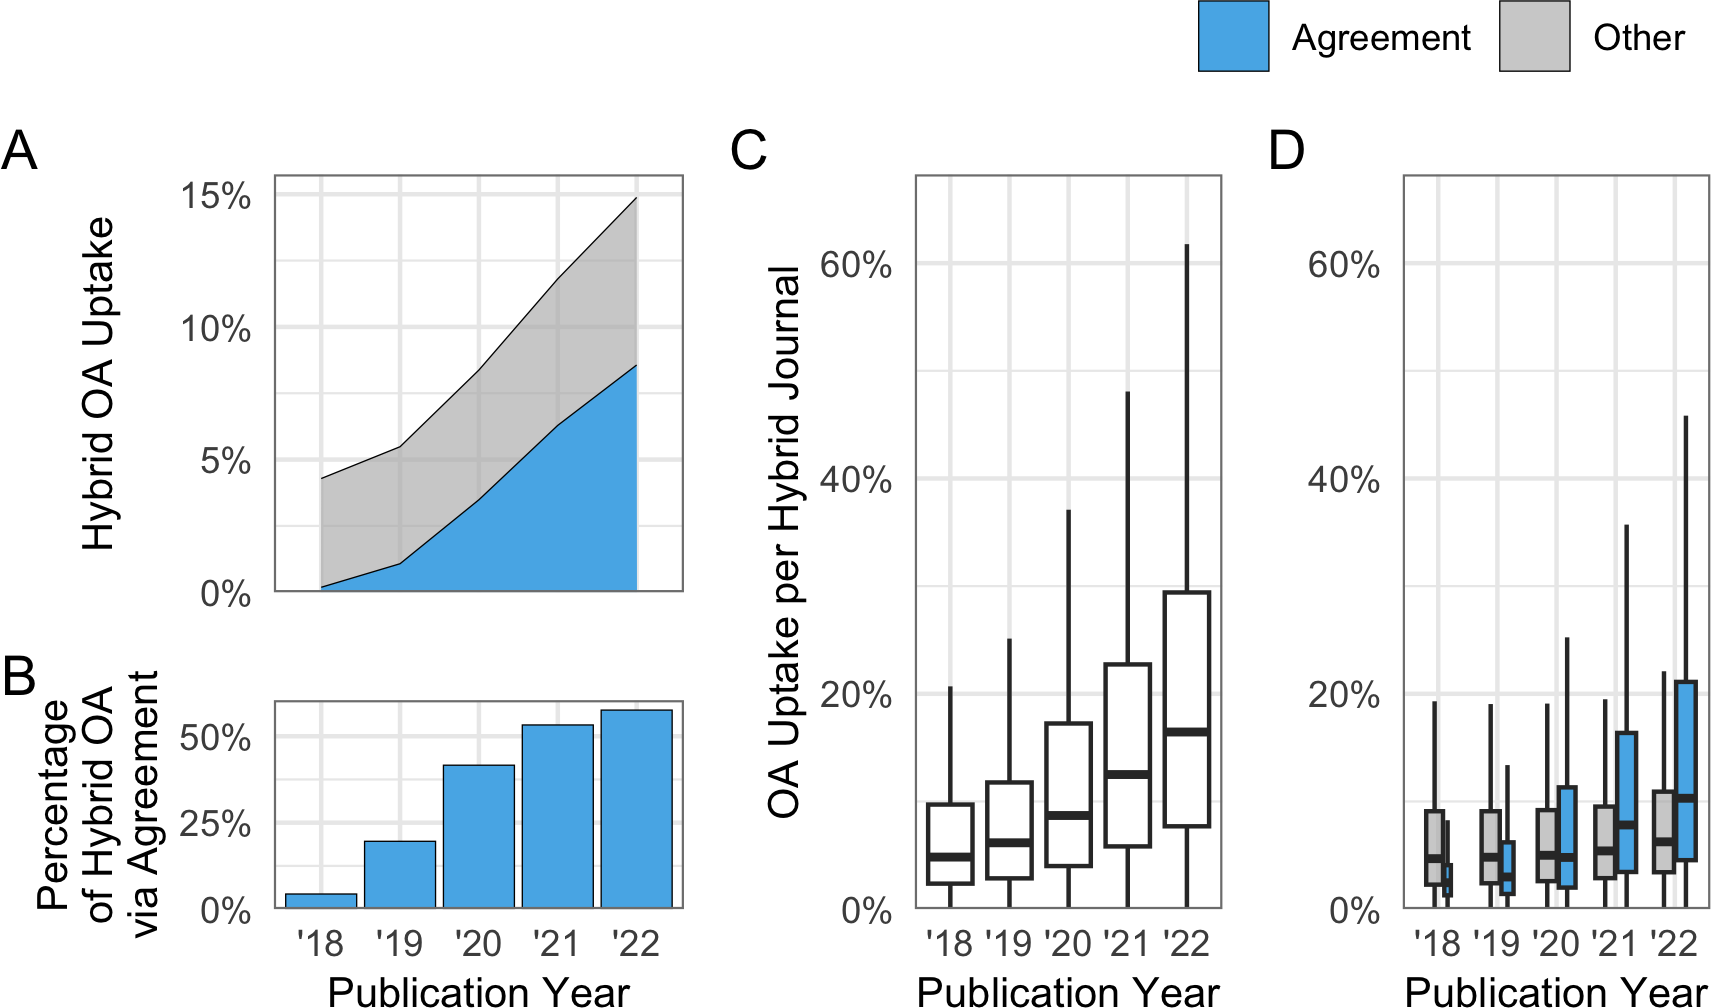 Agreement Other
A
Hybrid OA Uptake
15%
10%
5%
0%
B
Percentage
of Hybrid OA
via Agreement
50%
25%
0%
'18 '19 '20 '21 '22
Publication Year
C
OA Uptake per Hybrid Journal
60%
40%
20%
0%
'18 '19 '20 '21 '22
Publication Year
D
60%
40%
20%
0%
'18 '19 '20 '21 '22
Publication Year